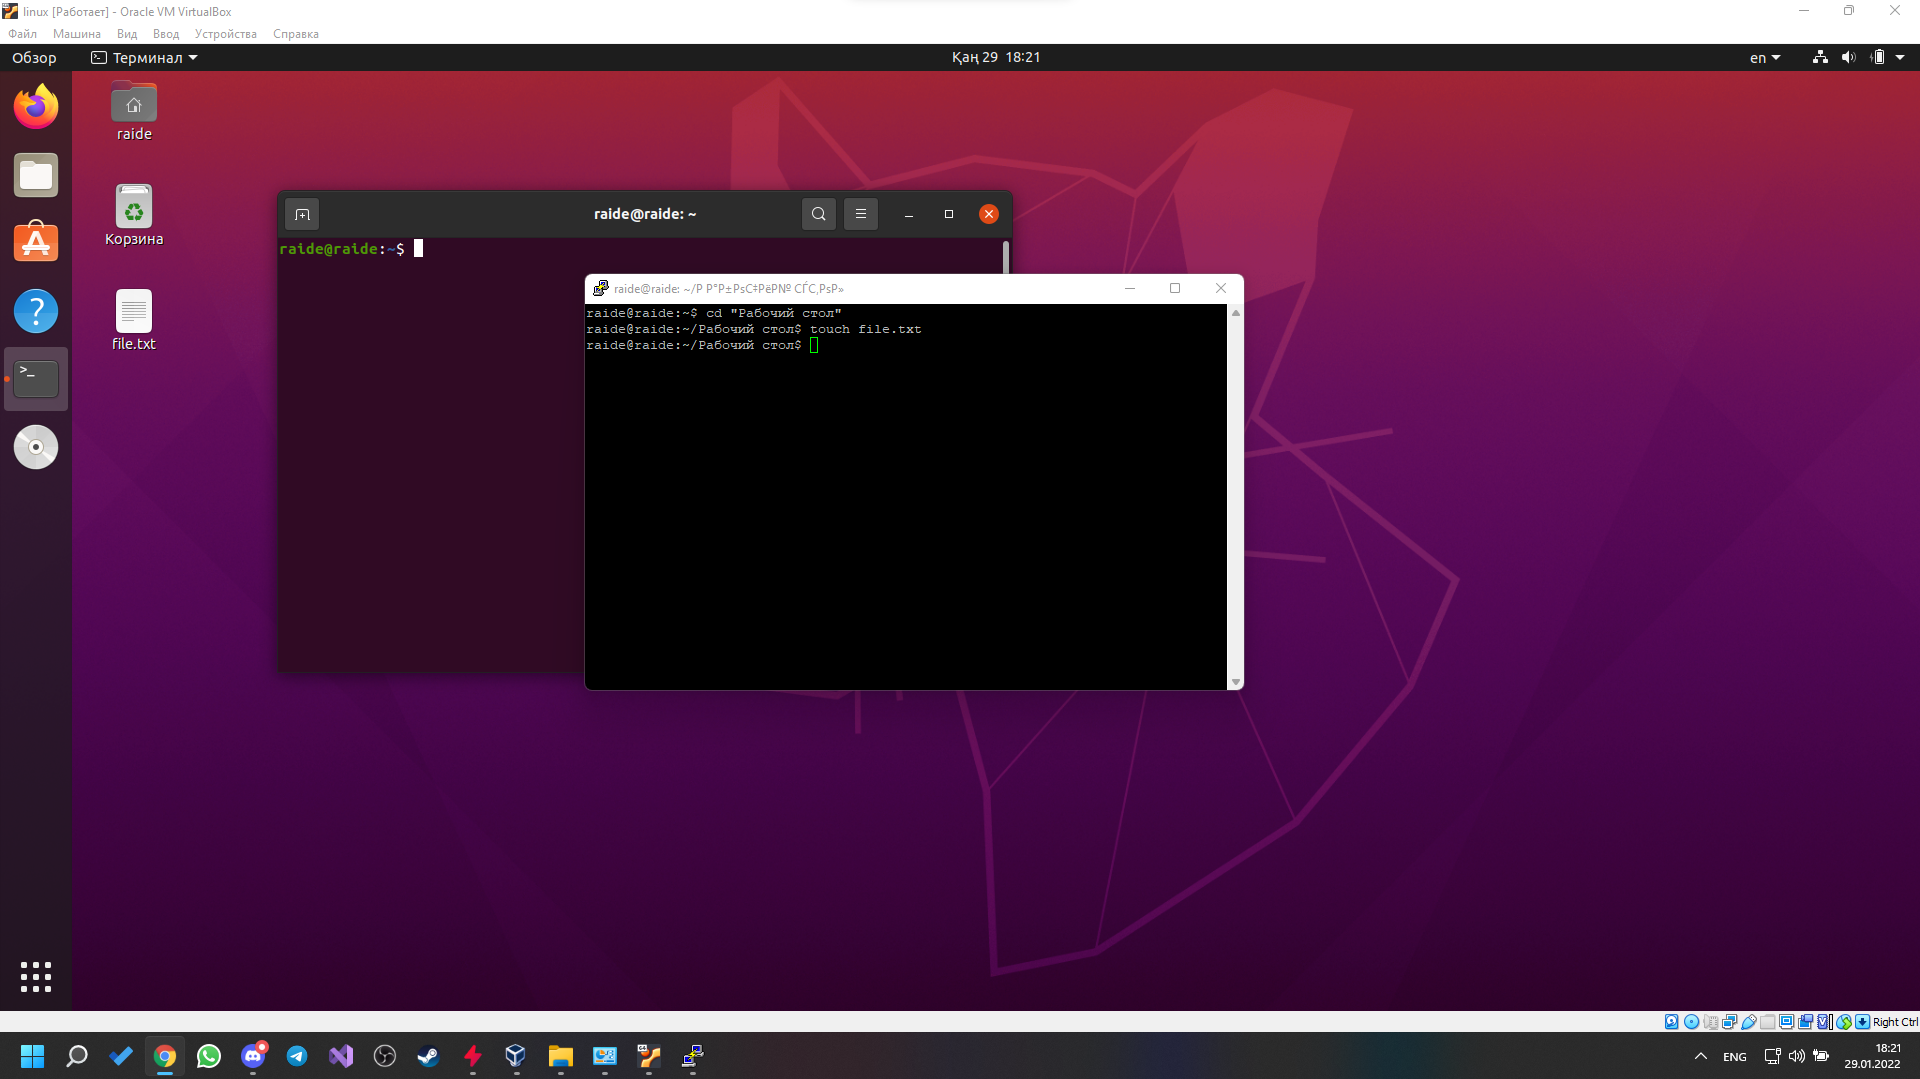 linux [Работает] - Oracle VM VirtualBox
Файл Машина Вид Ввод Устройства Справка
Обзор Терминал Қаң 29 18:21 en
raide
Корзина
file.txt
raide@raide: ~
raide@raide:~$
raide@raide: ~/Р Р°Р±РѕС‡РёР№ СЃС‚РѕР»
raide@raide:~$ cd "Рабочий стол"
raide@raide:~/Рабочий стол$ touch file.txt
raide@raide:~/Рабочий стол$
Right Ctrl
ENG
18:21
29.01.2022